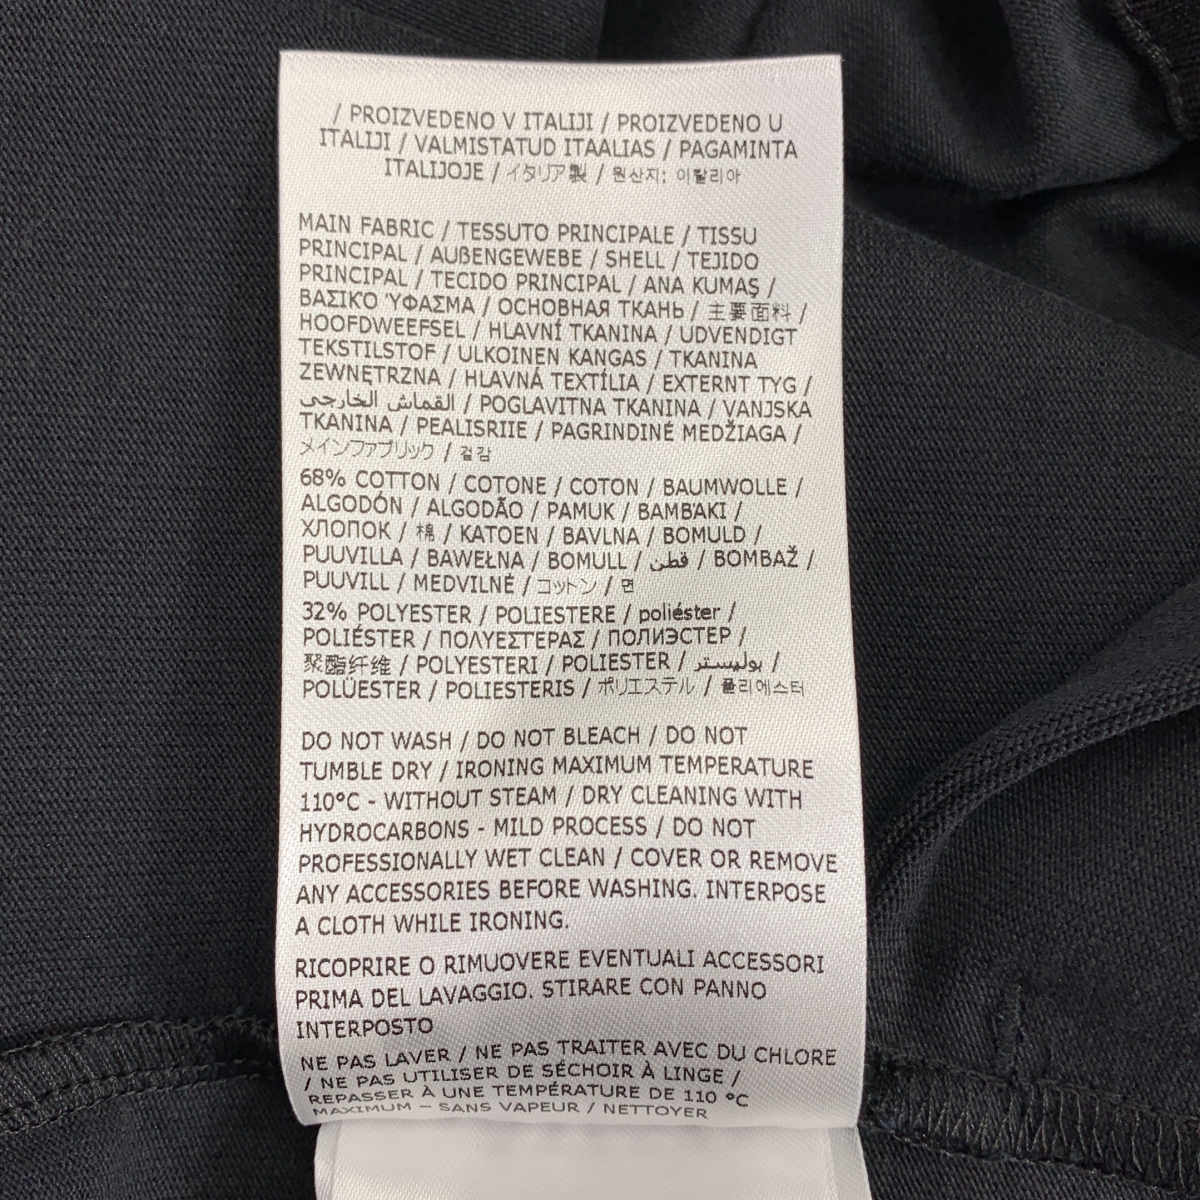 / PROIZVEDENO V ITALIJI / PROIZVEDENO U
ITALIJI / VALMISTATUD ITAALIAS / PAGAMINTA
ITALIJOJE / イタリア製 / 원산지: 이탈리아
MAIN FABRIC / TESSUTO PRINCIPALE / TISSU
PRINCIPAL / AUßENGEWEBE / SHELL / TEJIDO
PRINCIPAL / TECIDO PRINCIPAL / ANA KUMAŞ /
ΒΑΣΙΚΌ ΎΦΑΣΜΑ / ОСНОВНАЯ ТКАНЬ / 主要面料 /
HOOFDWEEFSEL / HLAVNÍ TKANINA / UDVENDIGT
TEKSTILSTOF / ULKOINEN KANGAS / TKANINA
ZEWNĘTRZNA / HLAVNÁ TEXTÍLIA / EXTERNT TYG /
القماش الخارجي / POGLAVITNA TKANINA / VANJSKA
TKANINA / PEALISRIIE / PAGRINDINĖ MEDŽIAGA /
メインファブリック / 겉감
68% COTTON / COTONE / COTON / BAUMWOLLE /
ALGODÓN / ALGODÃO / PAMUK / ΒΑΜΒΆΚΙ /
ХЛОПОК / 棉 / KATOEN / BAVLNA / BOMULD /
PUUVILLA / BAWEŁNA / BOMULL / قطن / BOMBAŽ /
PUUVILL / MEDVILNĖ / コットン / 면
32% POLYESTER / POLIESTERE / poliéster /
POLIÉSTER / ΠΟΛΥΕΣΤΕΡΑΣ / ПОЛИЭСТЕР /
聚酯纤维 / POLYESTERI / POLIESTER / بوليستر /
POLÜESTER / POLIESTERIS / ポリエステル / 폴리에스터
DO NOT WASH / DO NOT BLEACH / DO NOT
TUMBLE DRY / IRONING MAXIMUM TEMPERATURE
110°C - WITHOUT STEAM / DRY CLEANING WITH
HYDROCARBONS - MILD PROCESS / DO NOT
PROFESSIONALLY WET CLEAN / COVER OR REMOVE
ANY ACCESSORIES BEFORE WASHING. INTERPOSE
A CLOTH WHILE IRONING.
RICOPRIRE O RIMUOVERE EVENTUALI ACCESSORI
PRIMA DEL LAVAGGIO. STIRARE CON PANNO
INTERPOSTO
NE PAS LAVER / NE PAS TRAITER AVEC DU CHLORE
/ NE PAS UTILISER DE SÉCHOIR À LINGE /
REPASSER À UNE TEMPÉRATURE DE 110 °C
MAXIMUM – SANS VAPEUR / NETTOYER